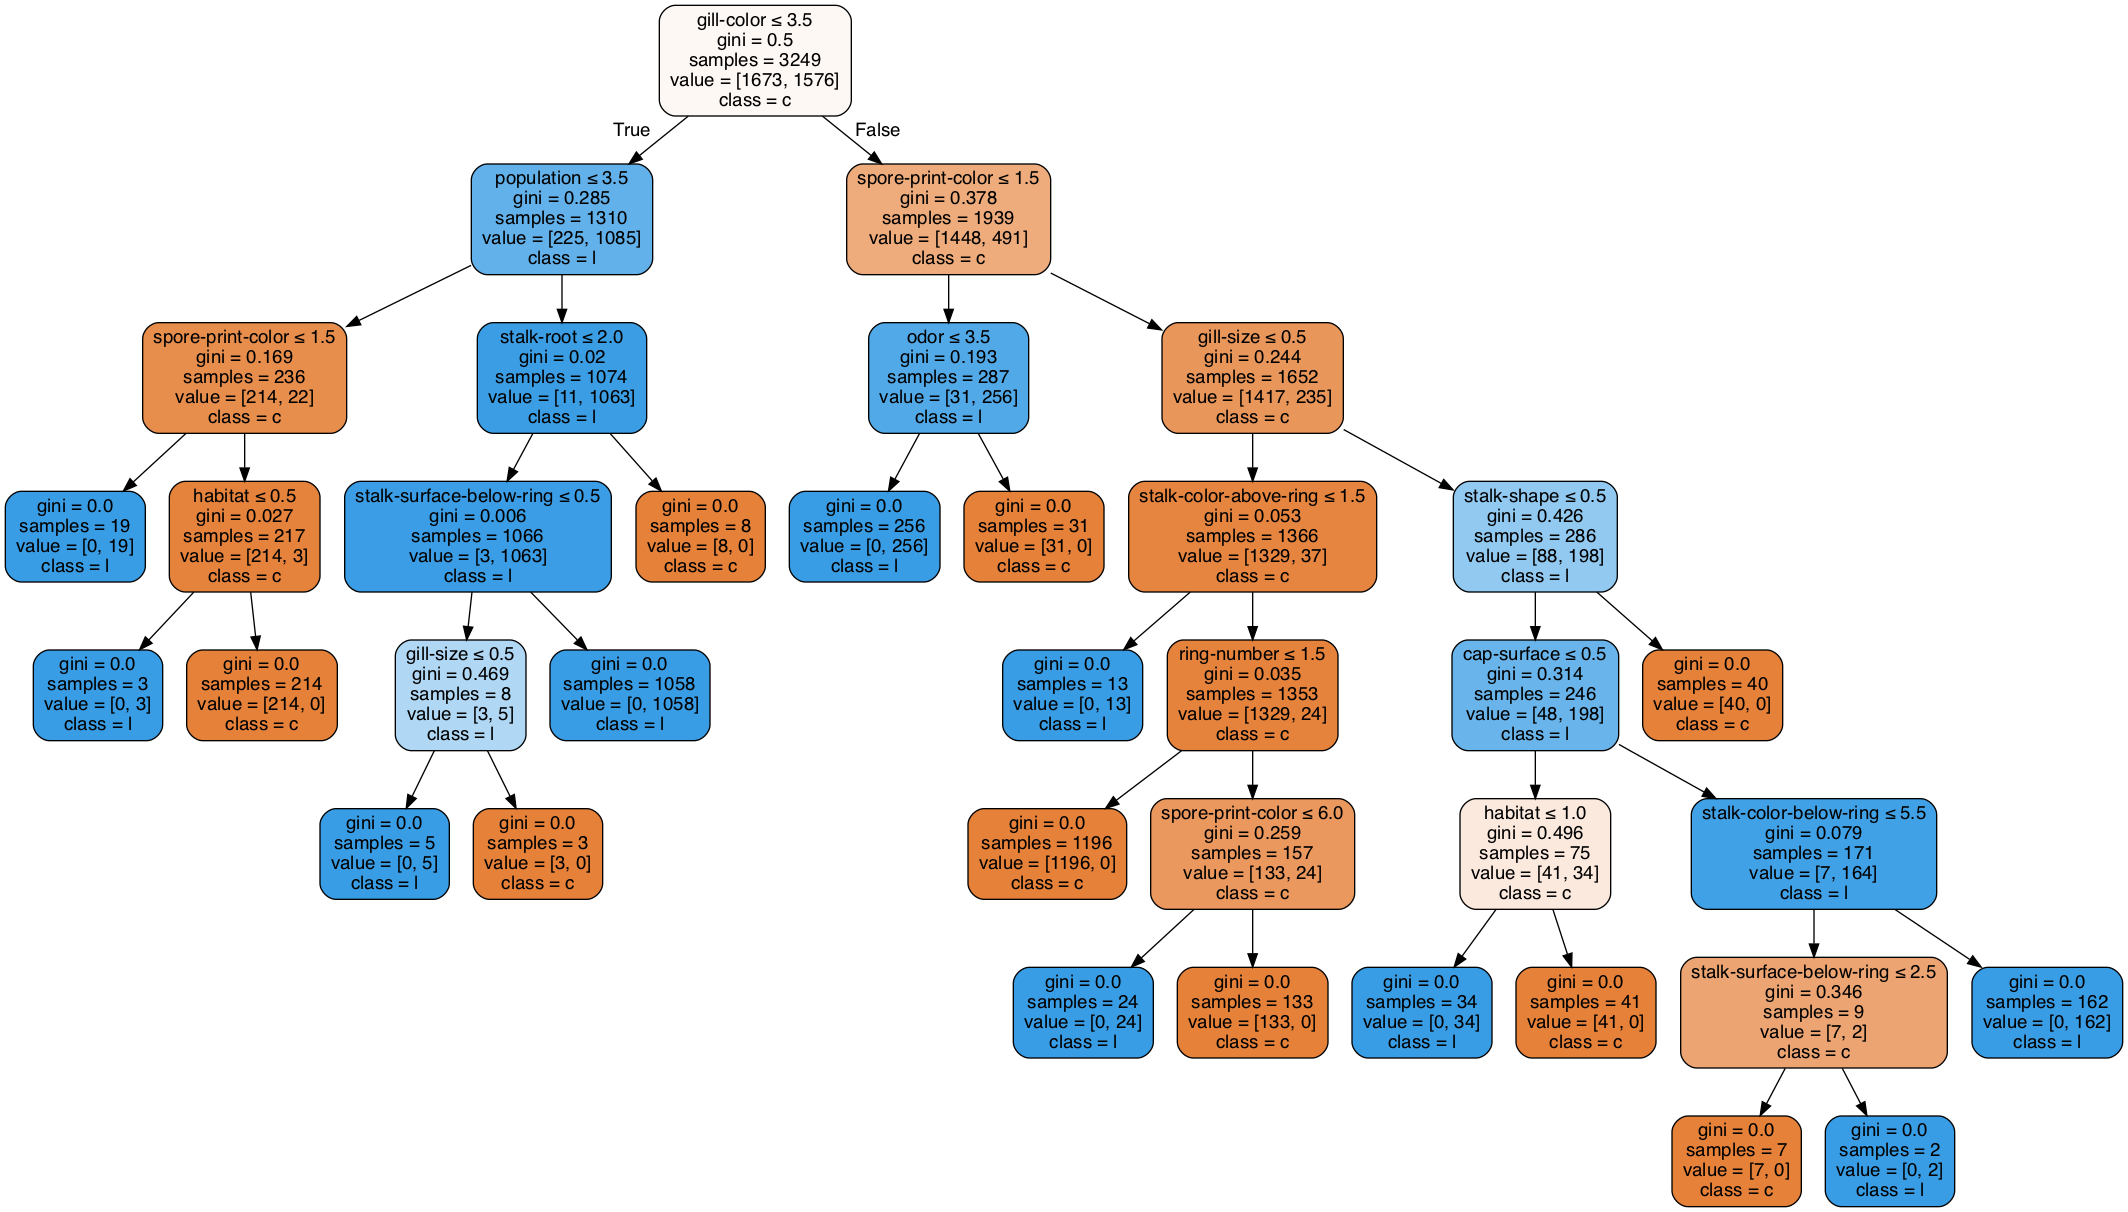 gill-color ≤ 3.5
gini = 0.5
samples = 3249
value = [1673, 1576]
class = c
True
False
population ≤ 3.5
gini = 0.285
samples = 1310
value = [225, 1085]
class = l
spore-print-color ≤ 1.5
gini = 0.378
samples = 1939
value = [1448, 491]
class = c
spore-print-color ≤ 1.5
gini = 0.169
samples = 236
value = [214, 22]
class = c
stalk-root ≤ 2.0
gini = 0.02
samples = 1074
value = [11, 1063]
class = l
odor ≤ 3.5
gini = 0.193
samples = 287
value = [31, 256]
class = l
gill-size ≤ 0.5
gini = 0.244
samples = 1652
value = [1417, 235]
class = c
gini = 0.0
samples = 19
value = [0, 19]
class = l
habitat ≤ 0.5
gini = 0.027
samples = 217
value = [214, 3]
class = c
stalk-surface-below-ring ≤ 0.5
gini = 0.006
samples = 1066
value = [3, 1063]
class = l
gini = 0.0
samples = 8
value = [8, 0]
class = c
gini = 0.0
samples = 256
value = [0, 256]
class = l
gini = 0.0
samples = 31
value = [31, 0]
class = c
stalk-color-above-ring ≤ 1.5
gini = 0.053
samples = 1366
value = [1329, 37]
class = c
stalk-shape ≤ 0.5
gini = 0.426
samples = 286
value = [88, 198]
class = l
gini = 0.0
samples = 3
value = [0, 3]
class = l
gini = 0.0
samples = 214
value = [214, 0]
class = c
gill-size ≤ 0.5
gini = 0.469
samples = 8
value = [3, 5]
class = l
gini = 0.0
samples = 1058
value = [0, 1058]
class = l
gini = 0.0
samples = 13
value = [0, 13]
class = l
ring-number ≤ 1.5
gini = 0.035
samples = 1353
value = [1329, 24]
class = c
cap-surface ≤ 0.5
gini = 0.314
samples = 246
value = [48, 198]
class = l
gini = 0.0
samples = 40
value = [40, 0]
class = c
gini = 0.0
samples = 5
value = [0, 5]
class = l
gini = 0.0
samples = 3
value = [3, 0]
class = c
gini = 0.0
samples = 1196
value = [1196, 0]
class = c
spore-print-color ≤ 6.0
gini = 0.259
samples = 157
value = [133, 24]
class = c
habitat ≤ 1.0
gini = 0.496
samples = 75
value = [41, 34]
class = c
stalk-color-below-ring ≤ 5.5
gini = 0.079
samples = 171
value = [7, 164]
class = l
gini = 0.0
samples = 24
value = [0, 24]
class = l
gini = 0.0
samples = 133
value = [133, 0]
class = c
gini = 0.0
samples = 34
value = [0, 34]
class = l
gini = 0.0
samples = 41
value = [41, 0]
class = c
stalk-surface-below-ring ≤ 2.5
gini = 0.346
samples = 9
value = [7, 2]
class = c
gini = 0.0
samples = 162
value = [0, 162]
class = l
gini = 0.0
samples = 7
value = [7, 0]
class = c
gini = 0.0
samples = 2
value = [0, 2]
class = l